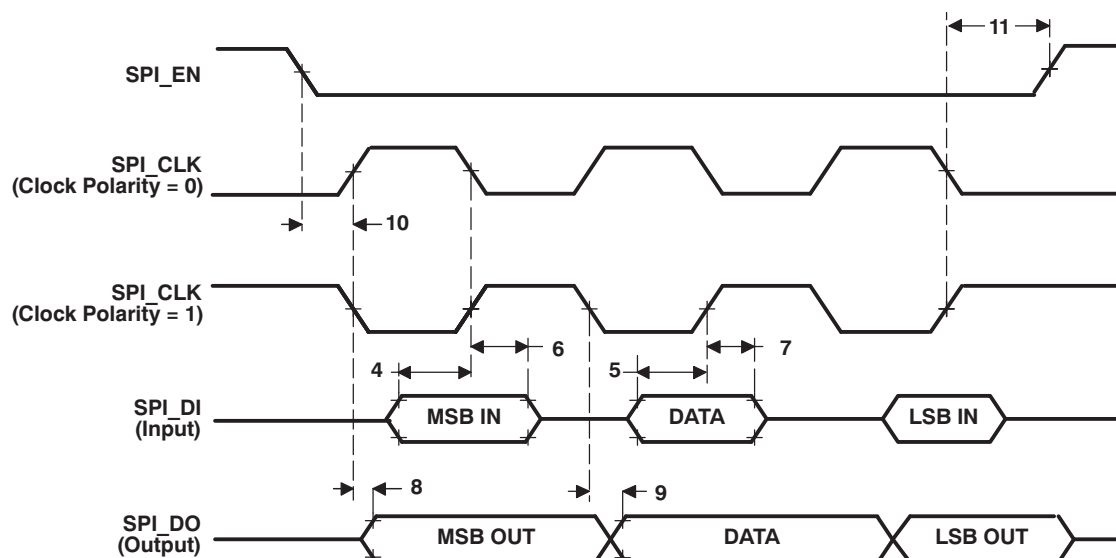 11
SPI_EN
SPI_CLK
(Clock Polarity = 0)
10
SPI_CLK
(Clock Polarity = 1)
6
7
4
5
SPI_DI
(Input)
MSB IN
DATA
LSB IN
8
9
SPI_DO
(Output)
MSB OUT
DATA
LSB OUT